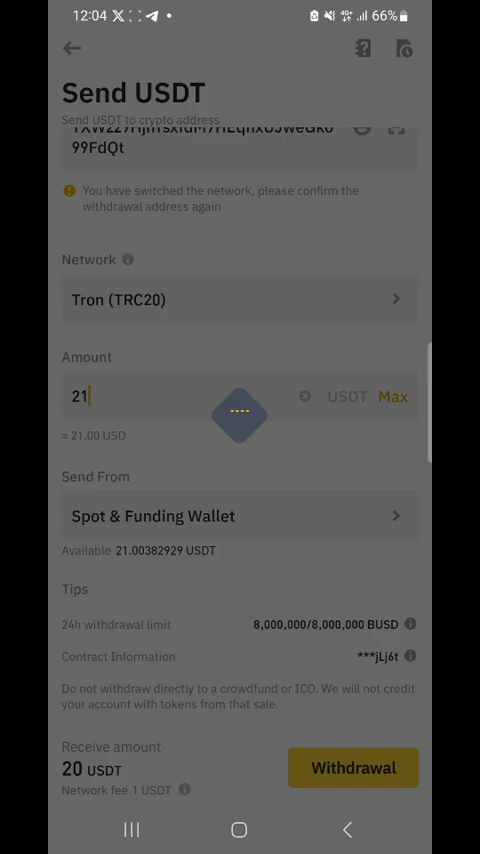 12:04 66%
Send USDT
Send USDT to crypto address
99FdQt
You have switched the network, please confirm the
withdrawal address again
Network
Tron (TRC20)
Amount
21 USDT Max
≈ 21.00 USD
Send From
Spot & Funding Wallet
Available 21.00382929 USDT
Tips
24h withdrawal limit 8,000,000/8,000,000 BUSD
Contract Information ***jLj6t
Do not withdraw directly to a crowdfund or ICO. We will not credit
your account with tokens from that sale.
Receive amount
20 USDT Withdrawal
Network fee 1 USDT